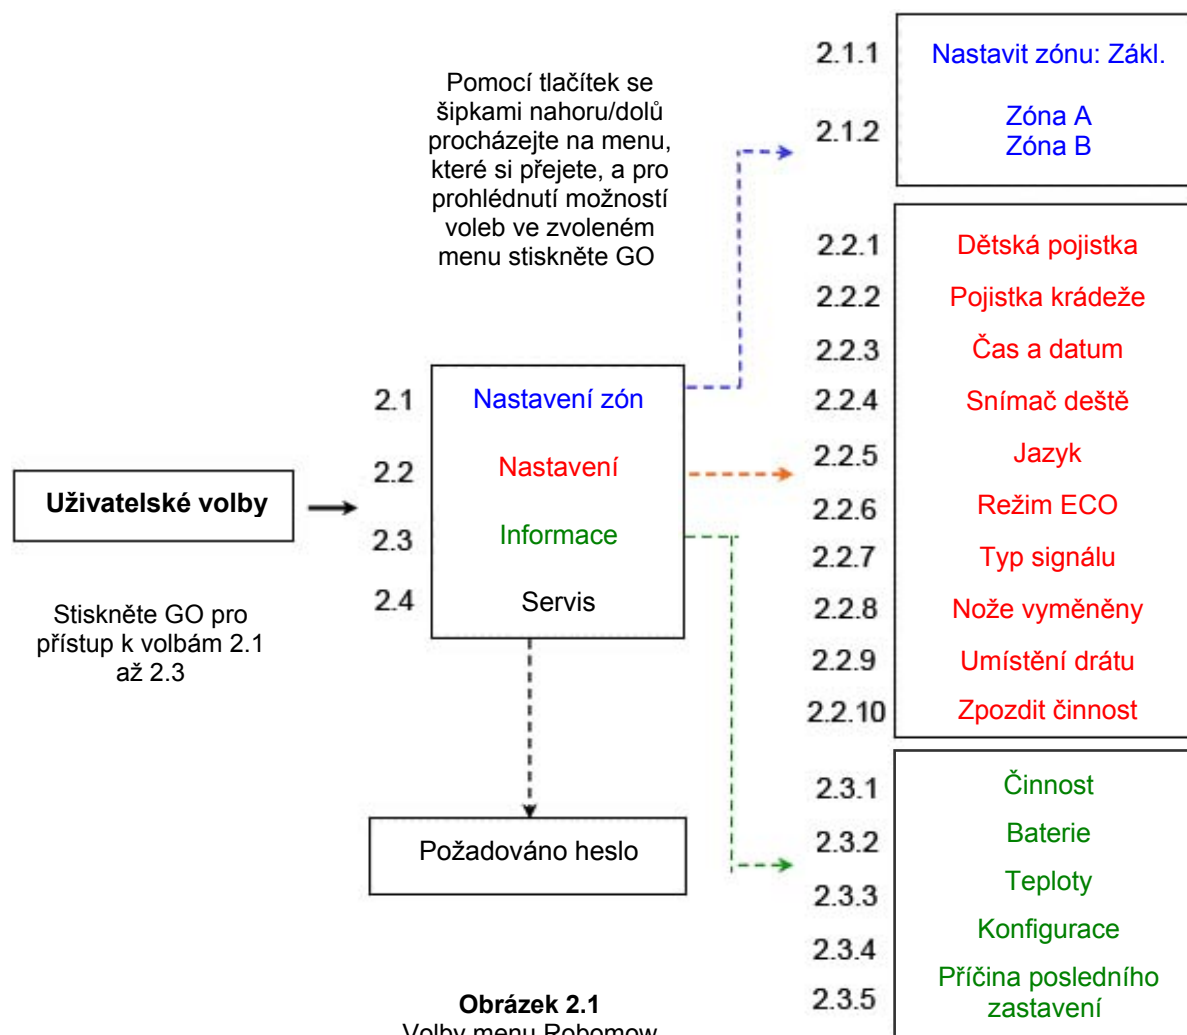 Pomocí tlačítek se
šipkami nahoru/dolů
procházejte na menu,
které si přejete, a pro
prohlédnutí možností
voleb ve zvoleném
menu stiskněte GO
Uživatelské volby
Stiskněte GO pro
přístup k volbám 2.1
až 2.3
2.1 Nastavení zón
2.2 Nastavení
2.3 Informace
2.4 Servis
Požadováno heslo
2.1.1 Nastavit zónu: Zákl.
2.1.2 Zóna A
Zóna B
2.2.1 Dětská pojistka
2.2.2 Pojistka krádeže
2.2.3 Čas a datum
2.2.4 Snímač deště
2.2.5 Jazyk
2.2.6 Režim ECO
2.2.7 Typ signálu
2.2.8 Nože vyměněny
2.2.9 Umístění drátu
2.2.10 Zpozdit činnost
2.3.1 Činnost
2.3.2 Baterie
2.3.3 Teploty
2.3.4 Konfigurace
2.3.5 Příčina posledního
zastavení
Obrázek 2.1
Volby menu Robomow